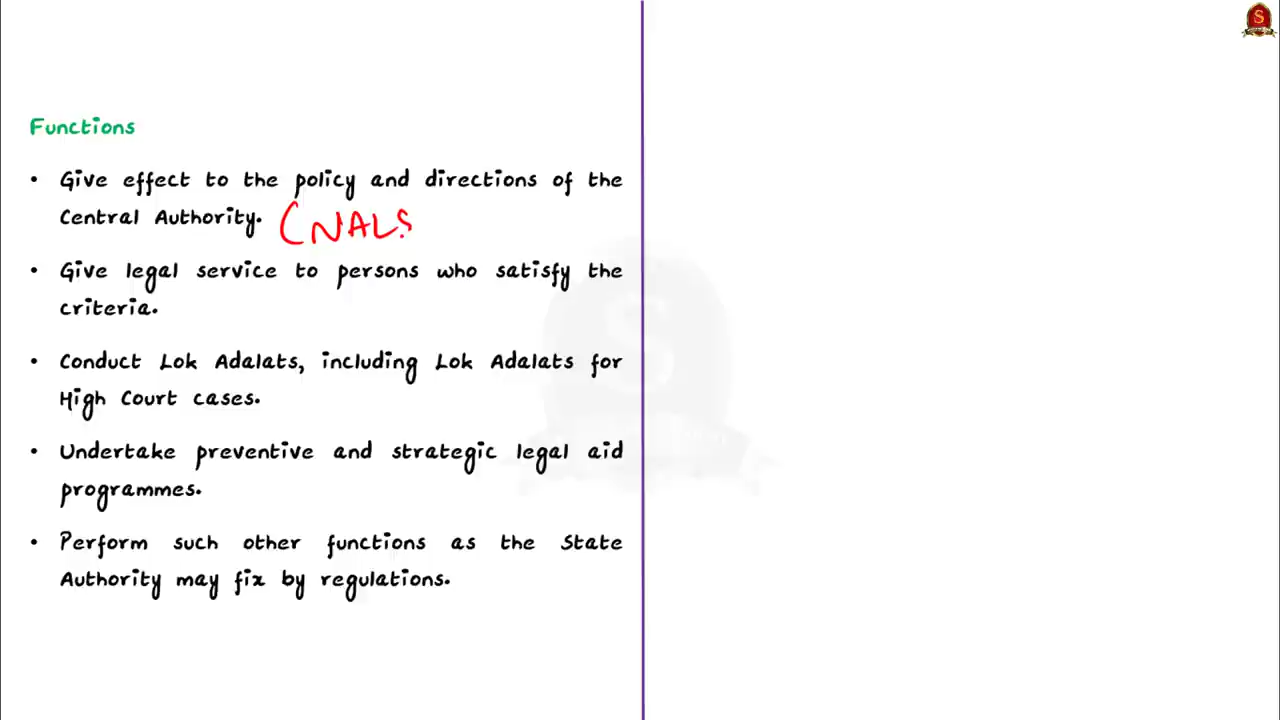 Functions
• Give effect to the policy and directions of the
Central Authority. (NALS
• Give legal service to persons who satisfy the
criteria.
• Conduct Lok Adalats, including Lok Adalats for
High Court cases.
• Undertake preventive and strategic legal aid
programmes.
• Perform such other functions as the State
Authority may fix by regulations.